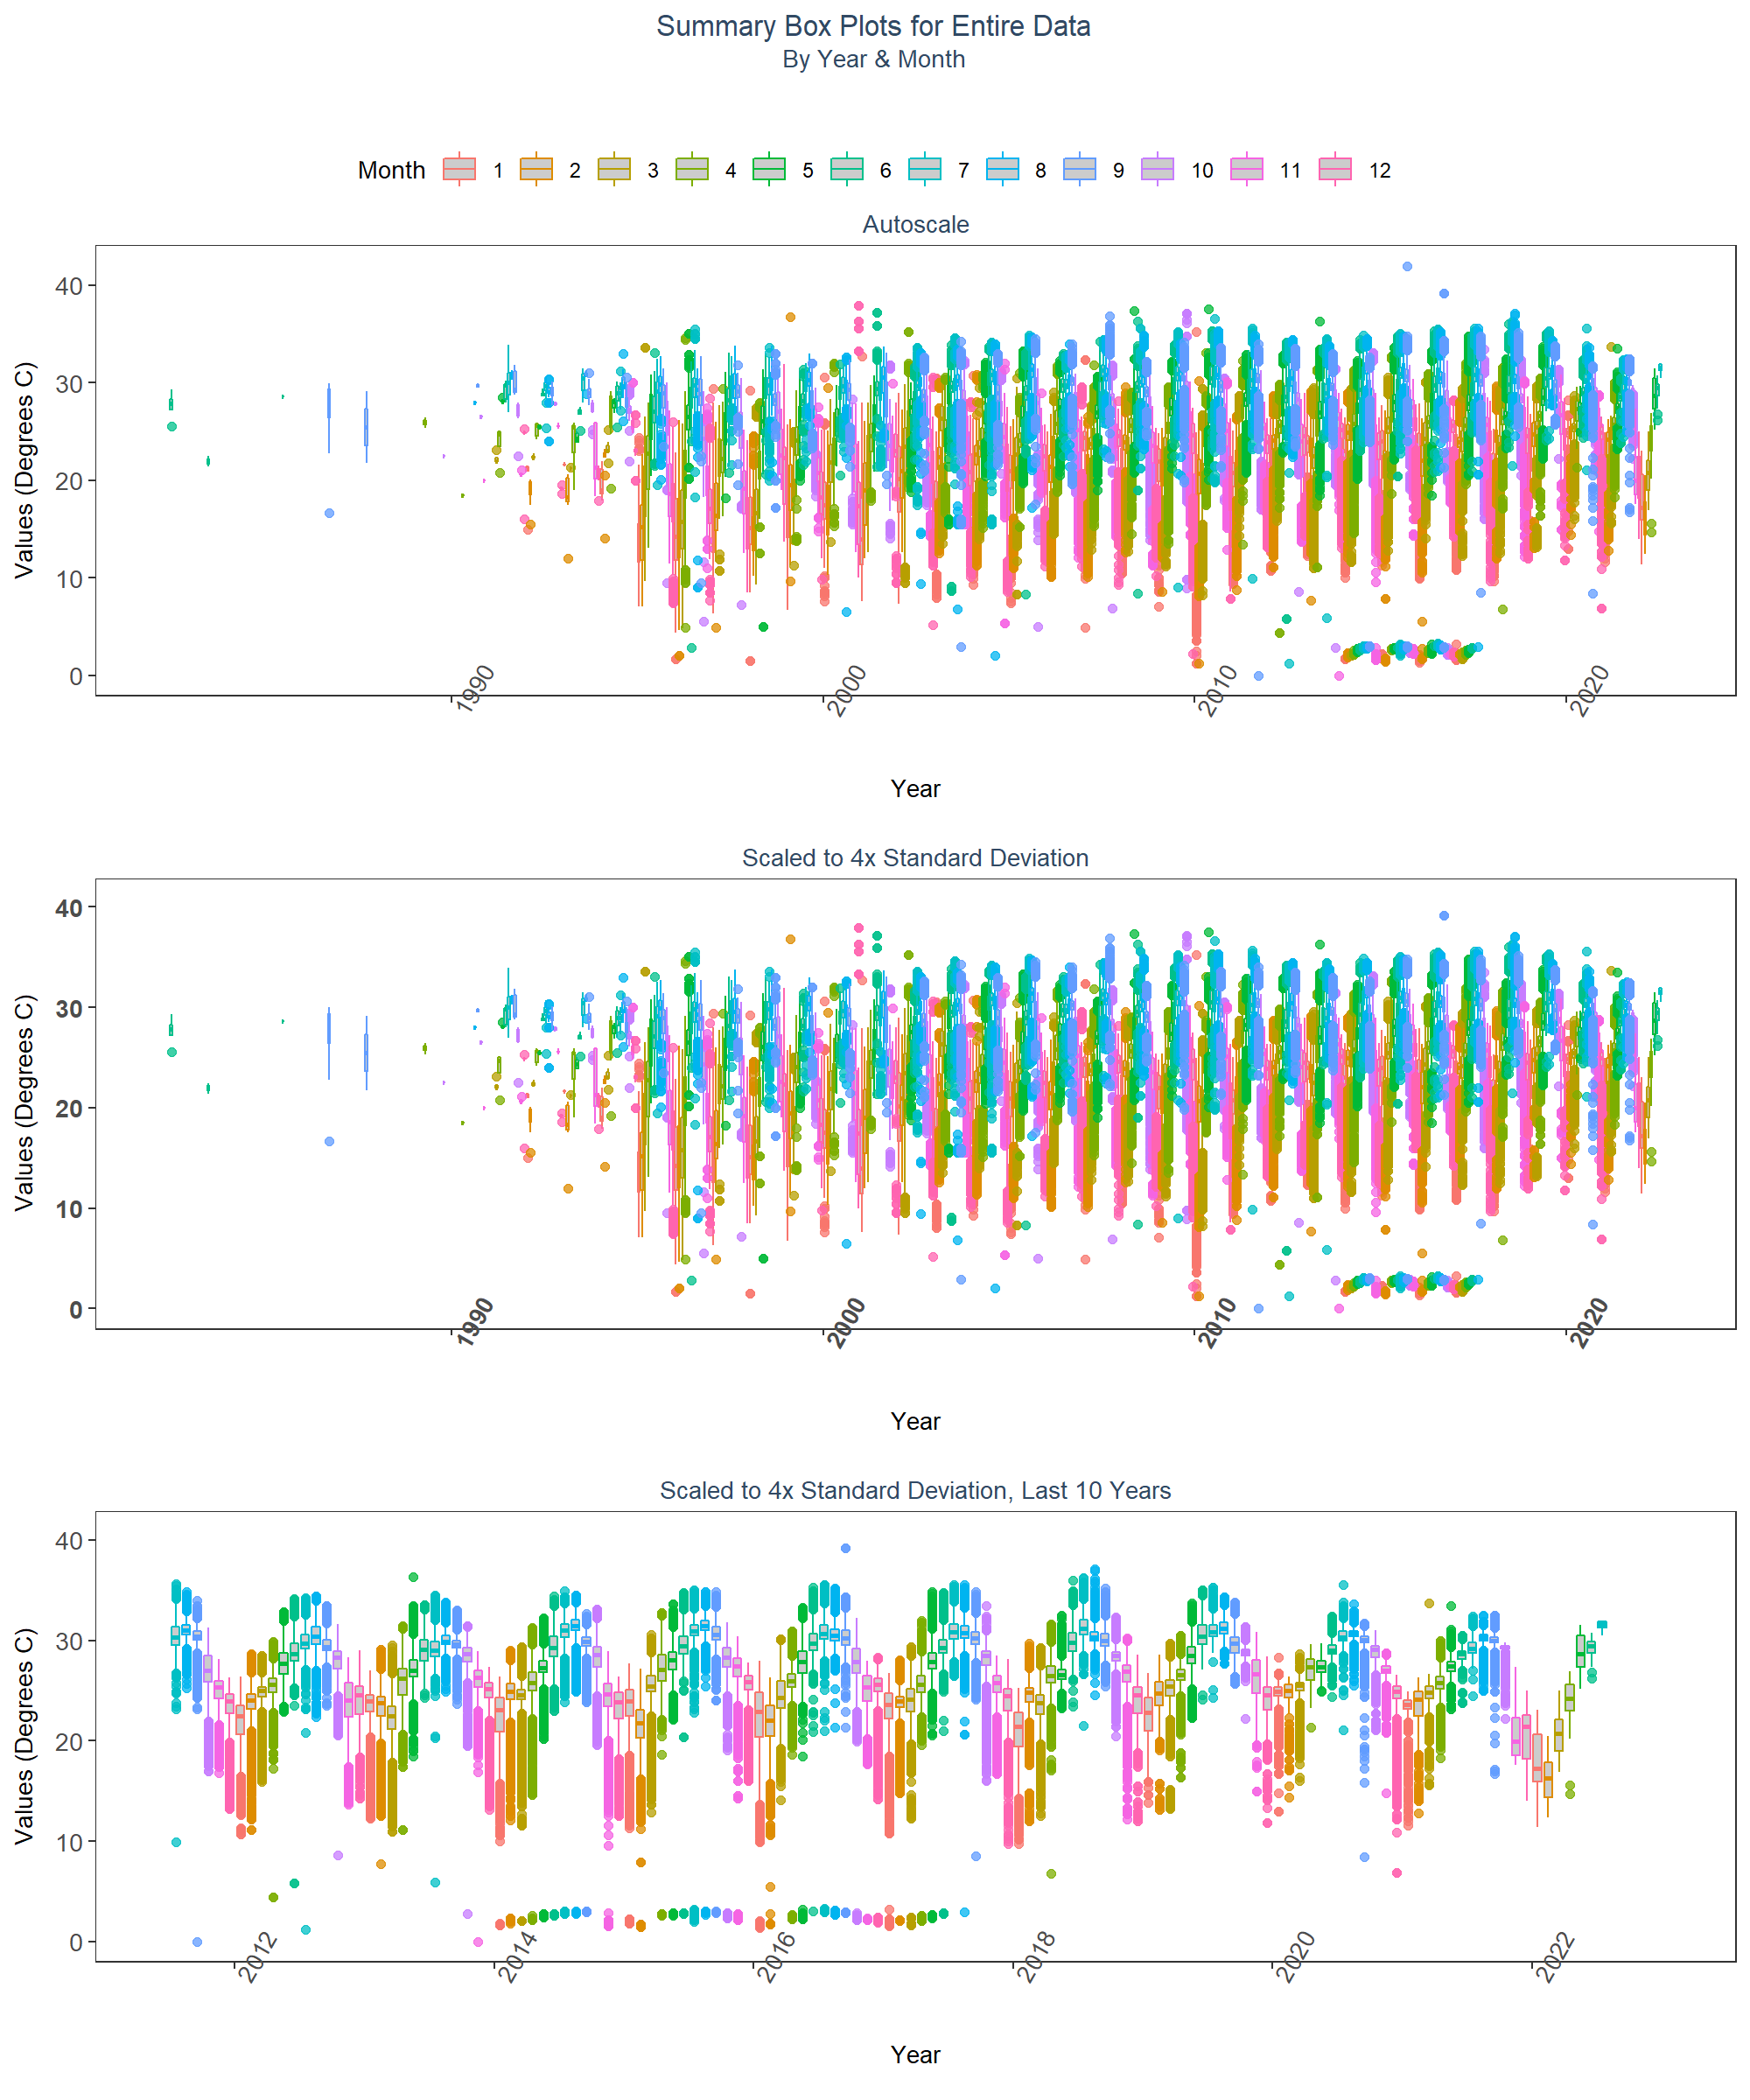 Summary Box Plots for Entire Data
By Year & Month
Month 1 2 3 4 5 6 7 8 9 10 11 12
Autoscale
Values (Degrees C)
40
30
20
10
0
1990 2000 2010 2020
Year
Scaled to 4x Standard Deviation
Values (Degrees C)
40
30
20
10
0
1990 2000 2010 2020
Year
Scaled to 4x Standard Deviation, Last 10 Years
Values (Degrees C)
40
30
20
10
0
2012 2014 2016 2018 2020 2022
Year